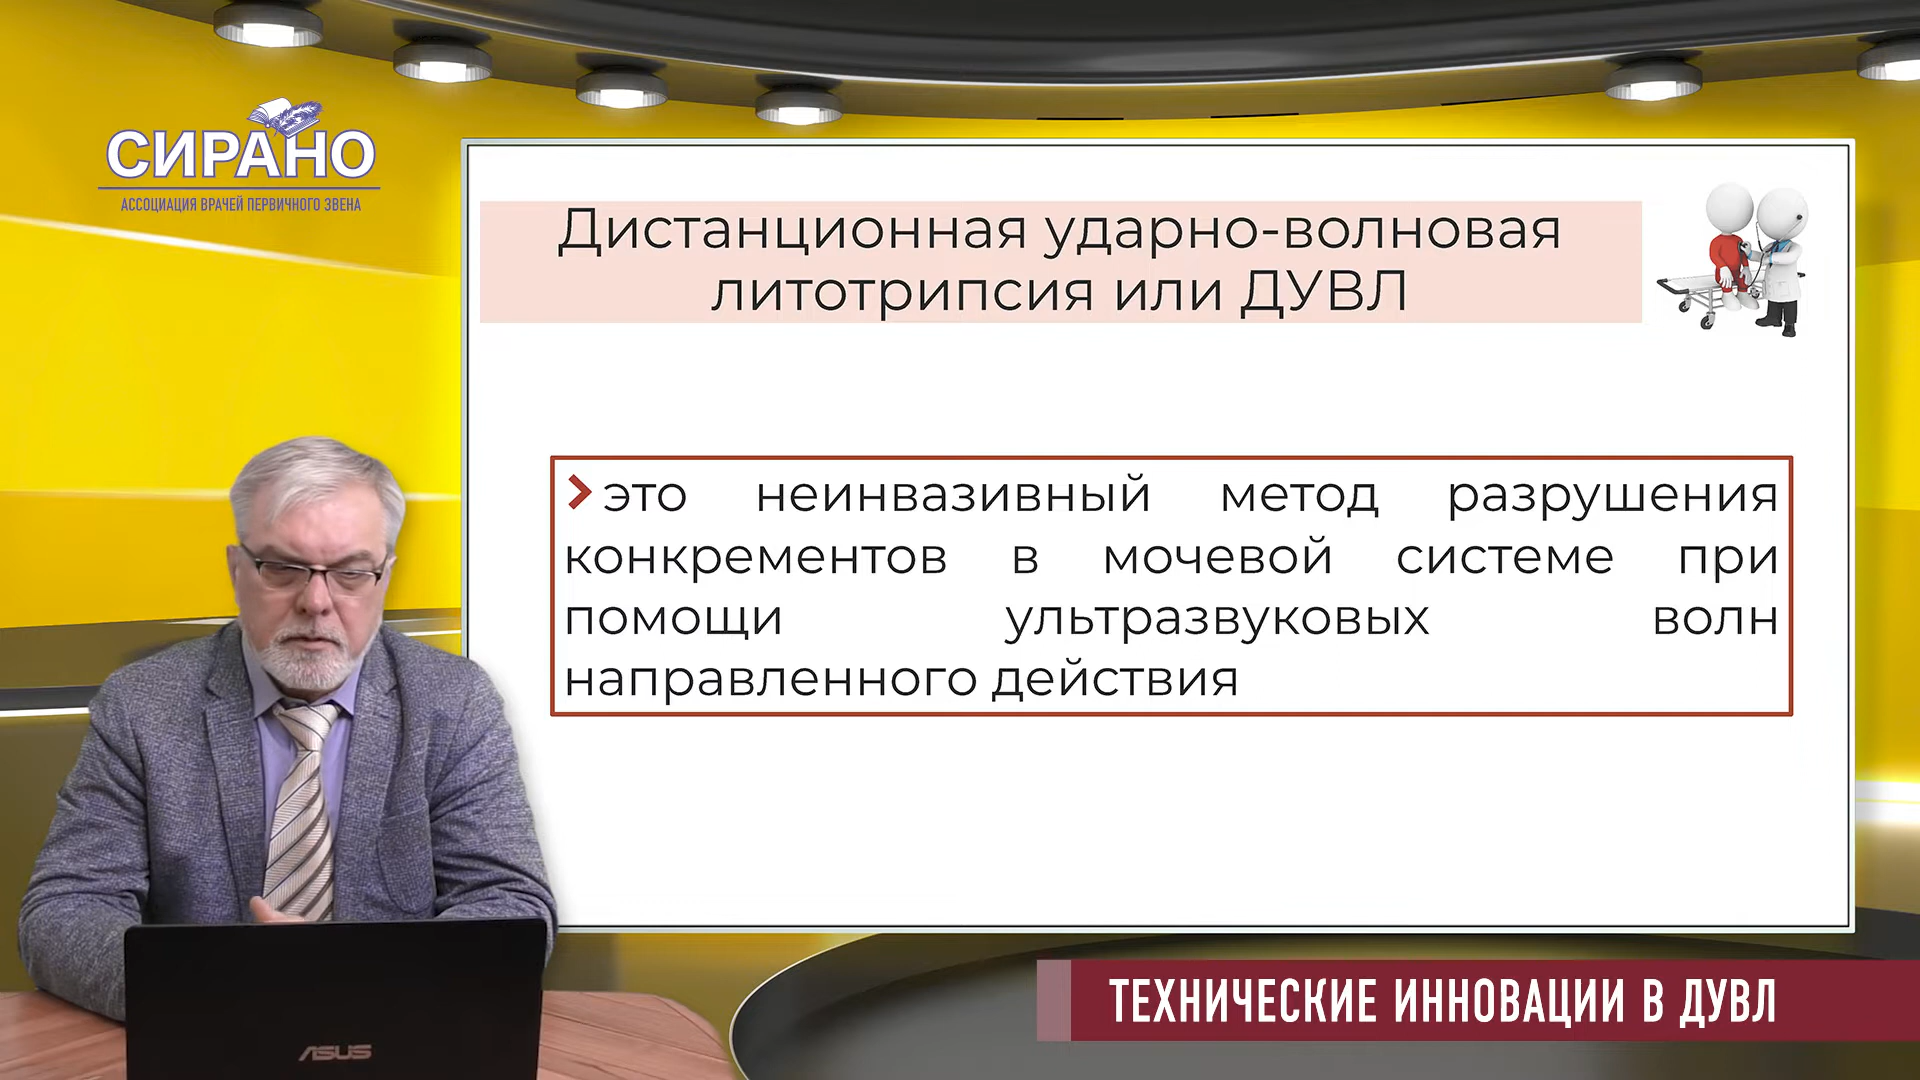 СИРАНО
АССОЦИАЦИЯ ВРАЧЕЙ ПЕРВИЧНОГО ЗВЕНА
Дистанционная ударно-волновая
литотрипсия или ДУВЛ
это неинвазивный метод разрушения
конкрементов в мочевой системе при
помощи ультразвуковых волн
направленного действия
ASUS
ТЕХНИЧЕСКИЕ ИННОВАЦИИ В ДУВЛ